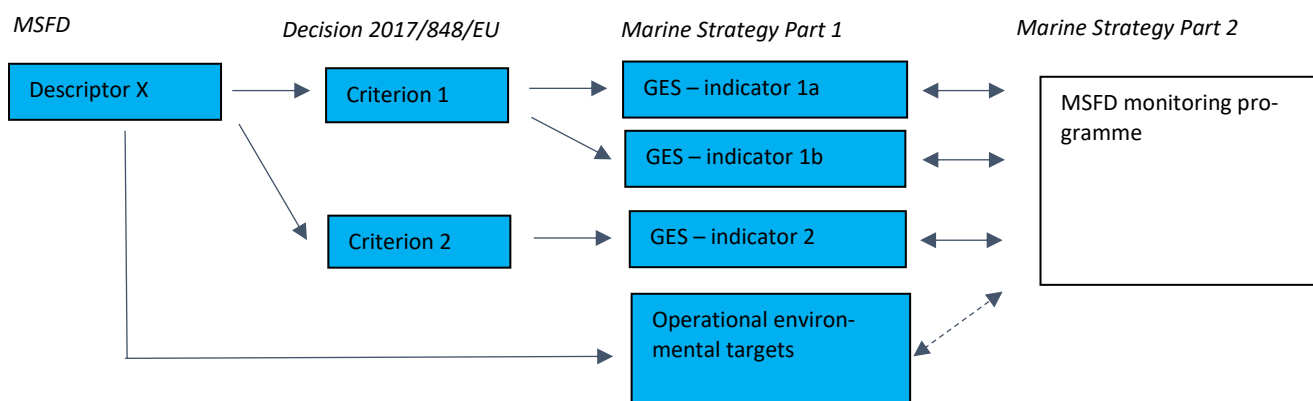 MSFD
Decision 2017/848/EU
Marine Strategy Part 1
Marine Strategy Part 2
Descriptor X
Criterion 1
GES – indicator 1a
MSFD monitoring pro-
gramme
GES – indicator 1b
Criterion 2
GES – indicator 2
Operational environ-
mental targets